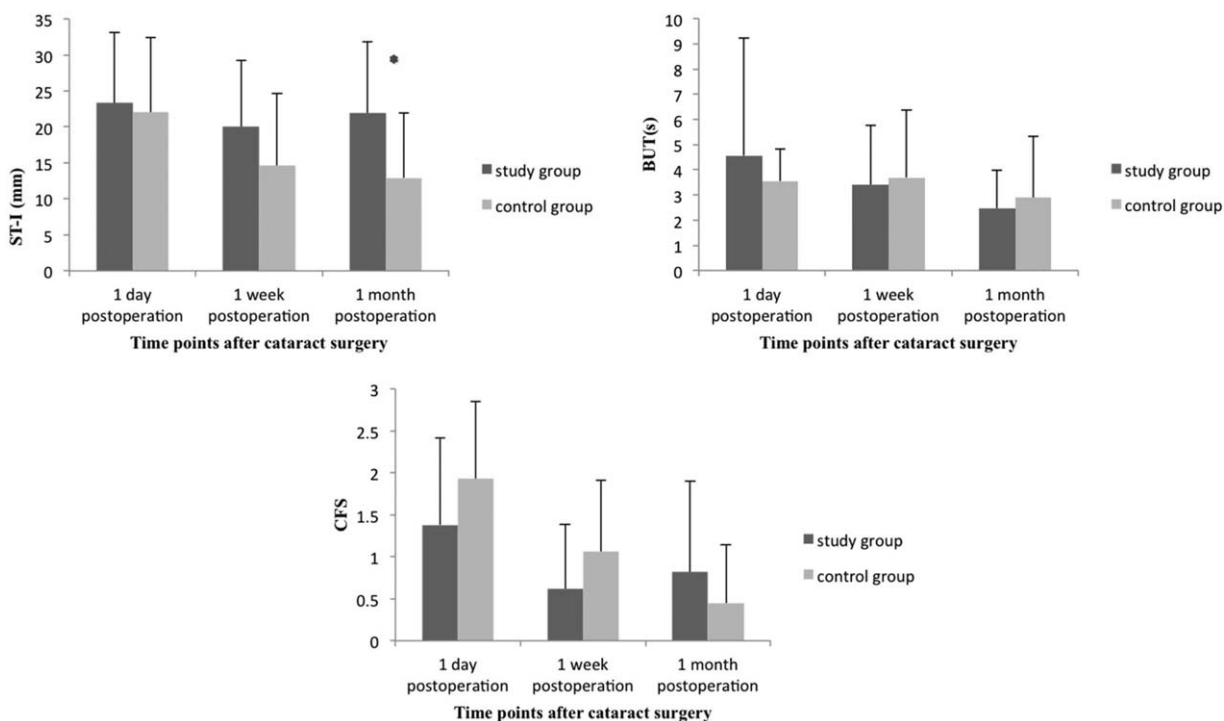 35
30
25
20
15
10
5
0
ST-I (mm)
*
1 day
postoperation
1 week
postoperation
1 month
postoperation
Time points after cataract surgery
study group
control group
10
9
8
7
6
5
4
3
2
1
0
BUT(s)
1 day
postoperation
1 week
postoperation
1 month
postoperation
Time points after cataract surgery
study group
control group
3
2.5
2
1.5
1
0.5
0
CFS
1 day
postoperation
1 week
postoperation
1 month
postoperation
Time points after cataract surgery
study group
control group